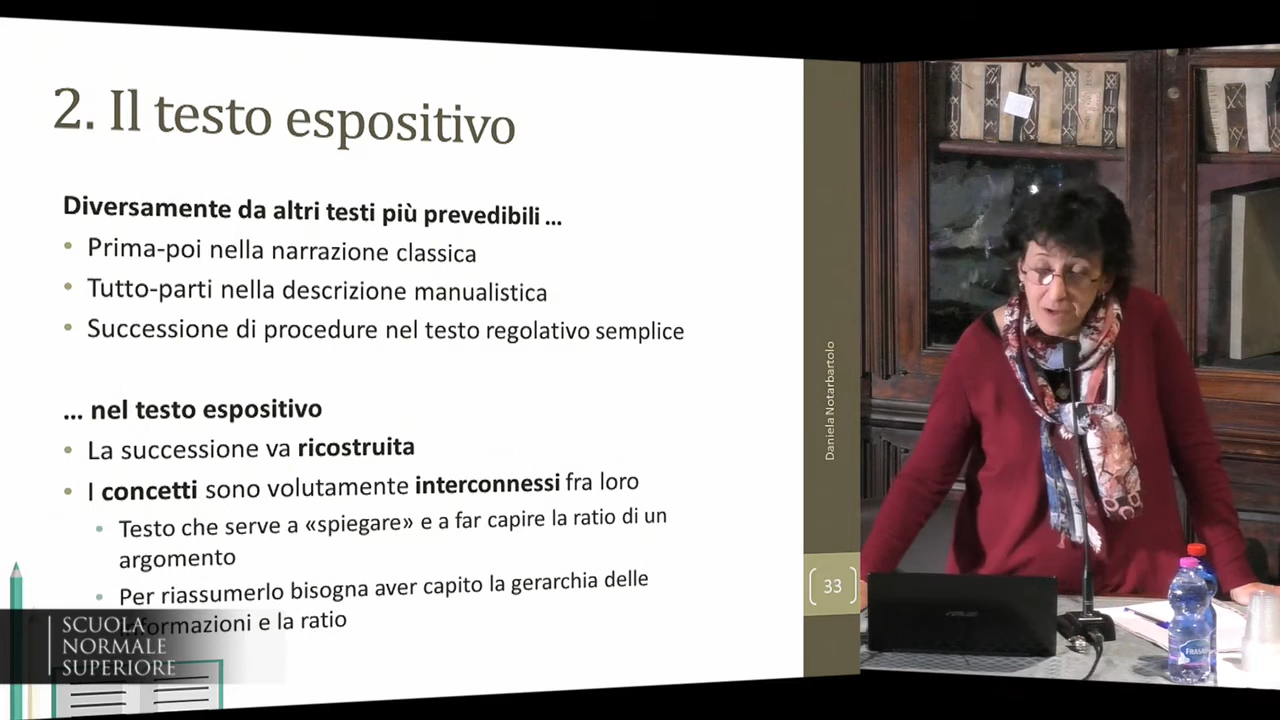 2. Il testo espositivo
Diversamente da altri testi più prevedibili ...
• Prima-poi nella narrazione classica
• Tutto-parti nella descrizione manualistica
• Successione di procedure nel testo regolativo semplice
... nel testo espositivo
• La successione va ricostruita
• I concetti sono volutamente interconnessi fra loro
• Testo che serve a «spiegare» e a far capire la ratio di un
argomento
• Per riassumerlo bisogna aver capito la gerarchia delle
informazioni e la ratio
SCUOLA
NORMALE
SUPERIORE
Daniela Notarbartolo
33
ASUS